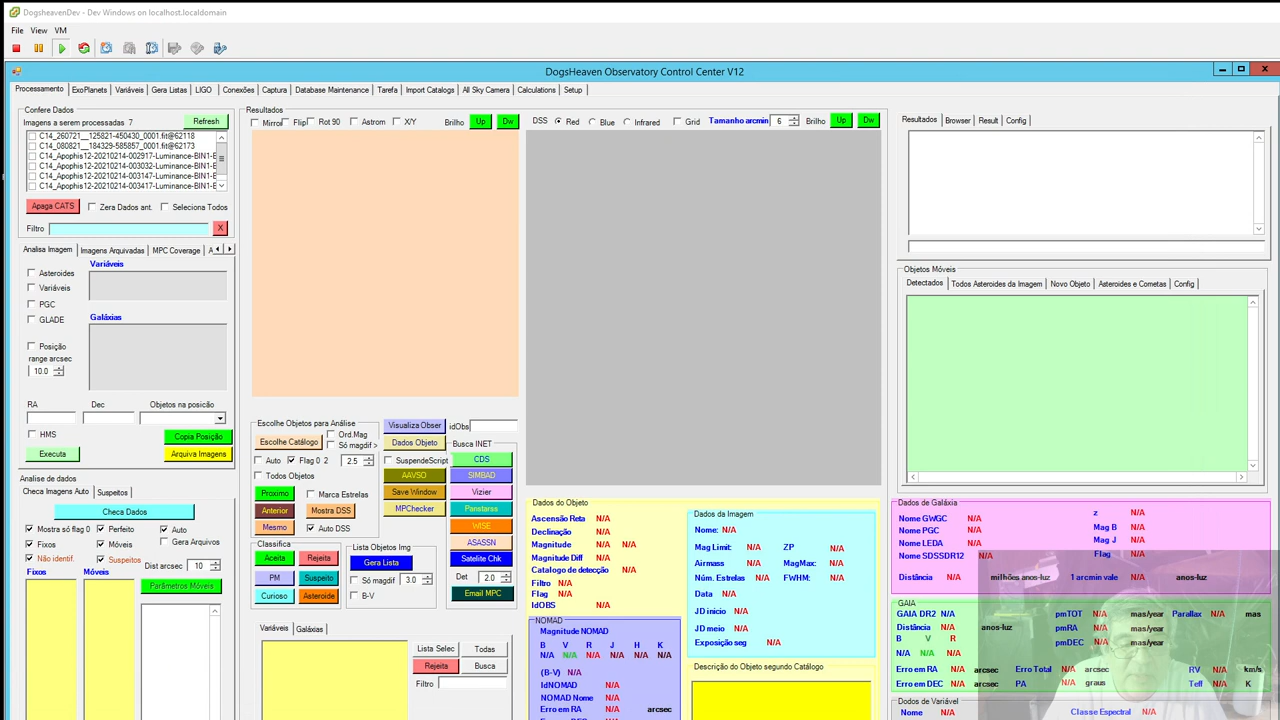 DogsheavenDev - Dev Windows on localhost.localdomain
File View VM
DogsHeaven Observatory Control Center V12
Processamento ExoPlanets Variáveis Gera Listas LIGO Conexões Captura Database Maintenance Tarefa Import Catalogs All Sky Camera Calculations Setup
Confere Dados
Imagens a serem processadas 7 Refresh
C14_260721__125821-450430_0001.fit@62118
C14_080821__184329-585857_0001.fit@62173
C14_Apophis12-20210214-002917-Luminance-BIN1-E
C14_Apophis12-20210214-003032-Luminance-BIN1-E
C14_Apophis12-20210214-003147-Luminance-BIN1-E
C14_Apophis12-20210214-003417-Luminance-BIN1-E
Apaga CATS Zera Dados ant. Seleciona Todos
Filtro X
Analisa Imagem Imagens Arquivadas MPC Coverage
Variáveis
Asteroides
Variáveis
PGC
GLADE
Galáxias
Posição
range arcsec
10.0
RA Dec Objetos na posicão
HMS Copia Posição
Executa Arquiva Imagens
Analise de dados
Checa Imagens Auto Suspeitos
Checa Dados
Mostra só flag 0 Perfeito Auto
Fixos Móveis Gera Arquivos
Não identif. Suspeitos
Dist arcsec 10
Fixos Móveis Parâmetros Móveis
Resultados
Mirror Flip Rot 90 Astrom X/Y Brilho Up Dw
DSS Red Blue Infrared Grid Tamanho arcmin 6 Brilho Up Dw
Escolhe Objetos para Análise
Escolhe Catálogo Ord.Mag
Só magdif >
Auto Flag 0 2 2.5
Todos Objetos
Proximo Marca Estrelas
Anterior Mostra DSS
Mesmo Auto DSS
Visualiza Obser idObs
Dados Objeto Busca INET
SuspendeScript CDS
AAVSO SIMBAD
Save Window Vizier
MPChecker Panstarss
WISE
ASASSN
Satelite Chk
Det 2.0
Email MPC
Classifica
Aceita Rejeita
PM Suspeito
Curioso Asteroide
Lista Objetos Img
Gera Lista
Só magdif 3.0
B-V
Variáveis Galáxias
Lista Selec Todas
Rejeita Busca
Filtro
Dados do Objeto
Ascensão Reta N/A
Declinação N/A
Magnitude N/A N/A
Magnitude Diff N/A
Catalogo de detecção N/A
Filtro N/A
Flag N/A
IdOBS N/A
Dados da Imagem
Nome: N/A
Mag Limit: N/A ZP N/A
Airmass N/A MagMax: N/A
Núm. Estrelas N/A FWHM: N/A
Data N/A
JD inicio N/A
JD meio N/A
Exposição seg N/A
NOMAD
Magnitude NOMAD
B V R J H K
N/A N/A N/A N/A N/A N/A
(B-V) N/A
IdNOMAD N/A
NOMAD Nome N/A
Erro em RA N/A arcsec
Descrição do Objeto segundo Catálogo
Resultados Browser Result Config
Objetos Móveis
Detectados Todos Asteroides da Imagem Novo Objeto Asteroides e Cometas Config
Dados de Galáxia
Nome GWGC N/A z N/A
Nome PGC N/A Mag B N/A
Nome LEDA N/A Mag J N/A
Nome SDSSDR12 N/A Flag N/A
Distância N/A milhões anos-luz 1 arcmin vale N/A anos-luz
GAIA
GAIA DR2 N/A pmTOT N/A mas/year Parallax N/A mas
Distância N/A anos-luz pmRA N/A mas/year
B V R pmDEC N/A mas/year
N/A N/A N/A
Erro em RA N/A arcsec Erro Total N/A arcsec RV N/A km/s
Erro em DEC N/A arcsec PA N/A graus Teff N/A K
Dados de Variável
Nome N/A Classe Espectral N/A